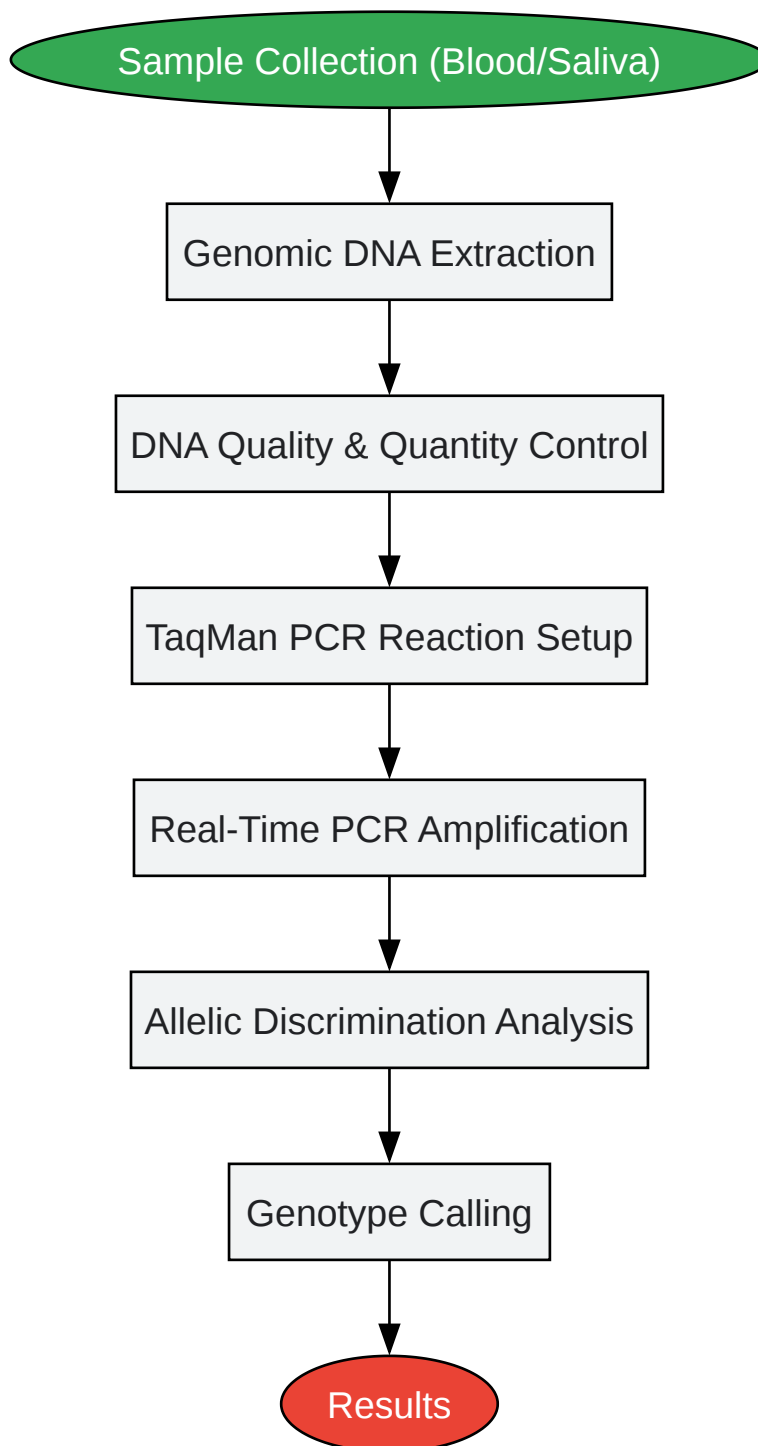 Sample Collection (Blood/Saliva)
Genomic DNA Extraction
DNA Quality & Quantity Control
TaqMan PCR Reaction Setup
Real-Time PCR Amplification
Allelic Discrimination Analysis
Genotype Calling
Results